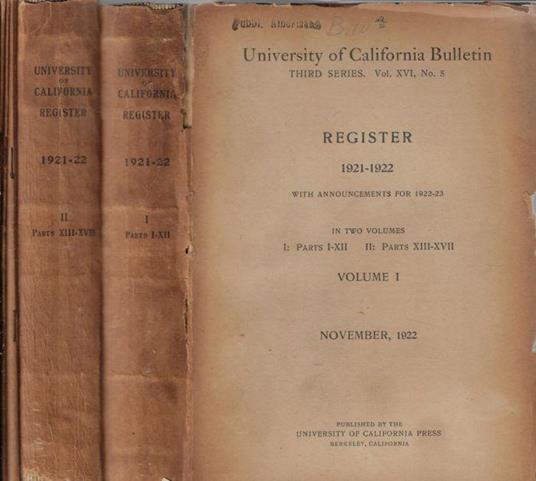 UNIVERSITY
OF
CALIFORNIA
REGISTER
1921-22
II
PARTS XIII-XVII
UNIVERSITY
OF
CALIFORNIA
REGISTER
1921-22
I
PARTS I-XII
University of California Bulletin
THIRD SERIES. Vol. XVI, No. 5
REGISTER
1921-1922
WITH ANNOUNCEMENTS FOR 1922-23
IN TWO VOLUMES
I: PARTS I-XII II: PARTS XIII-XVII
VOLUME I
NOVEMBER, 1922
PUBLISHED BY THE
UNIVERSITY OF CALIFORNIA PRESS
BERKELEY, CALIFORNIA